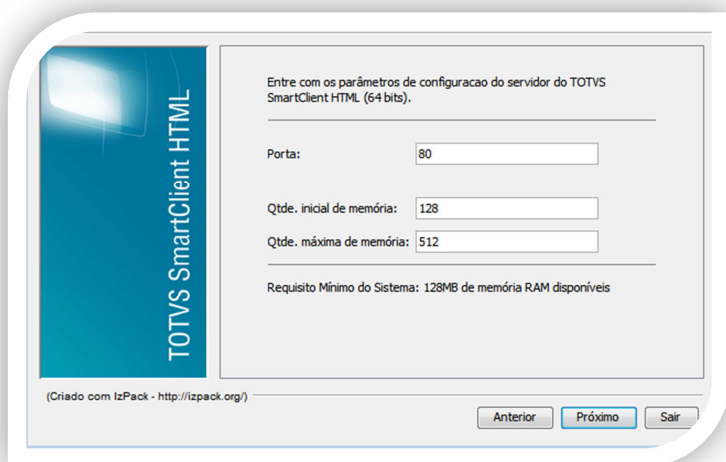 TOTVS SmartClient HTML
Entre com os parâmetros de configuracao do servidor do TOTVS
SmartClient HTML (64 bits).
Porta: 80
Qtde. inicial de memória: 128
Qtde. máxima de memória: 512
Requisito Mínimo do Sistema: 128MB de memória RAM disponíveis
(Criado com IzPack - http://izpack.org/)
Anterior Próximo Sair